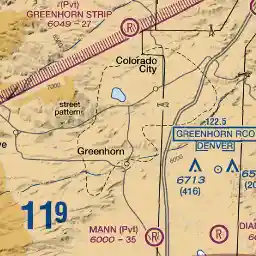 (Pvt)
GREENHORN STRIP
6049 - 27
R
Colorado
City
7000
street
pattern
122.5
GREENHORN RCO
DENVER
Greenhorn
6000
6713
(416)
11⁹
MANN (Pvt)
6000 - 35
R
R